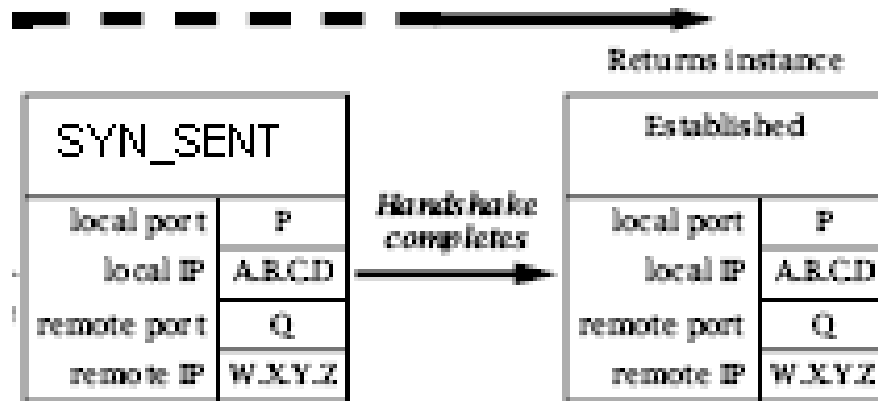 Returns instance
SYN_SENT
local port P
local IP A.B.C.D
remote port Q
remote IP W.X.Y.Z
Handshake
completes
Established
local port P
local IP A.B.C.D
remote port Q
remote IP W.X.Y.Z